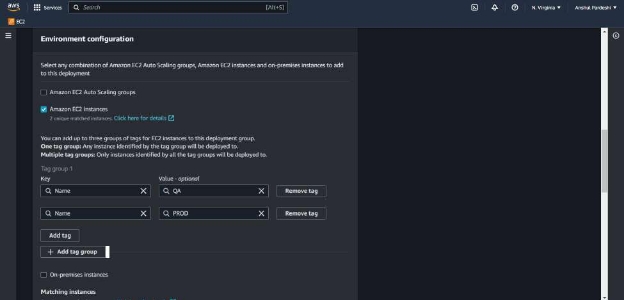 aws
Services
Search
[Alt+S]
N. Virginia
Anshul Pardeshi
EC2
Environment configuration
Select any combination of Amazon EC2 Auto Scaling groups, Amazon EC2 instances and on-premises instances to add
to this deployment
Amazon EC2 Auto Scaling groups
Amazon EC2 Instances
2 unique matched instances. Click here for details
You can add up to three groups of tags for EC2 instances to this deployment group.
One tag group: Any instance identified by the tag group will be deployed to.
Multiple tag groups: Only instances identified by all the tag groups will be deployed to.
Tag group 1
Key
Value - optional
Name
QA
Remove tag
Name
PROD
Remove tag
Add tag
+ Add tag group
On-premises instances
Matching instances